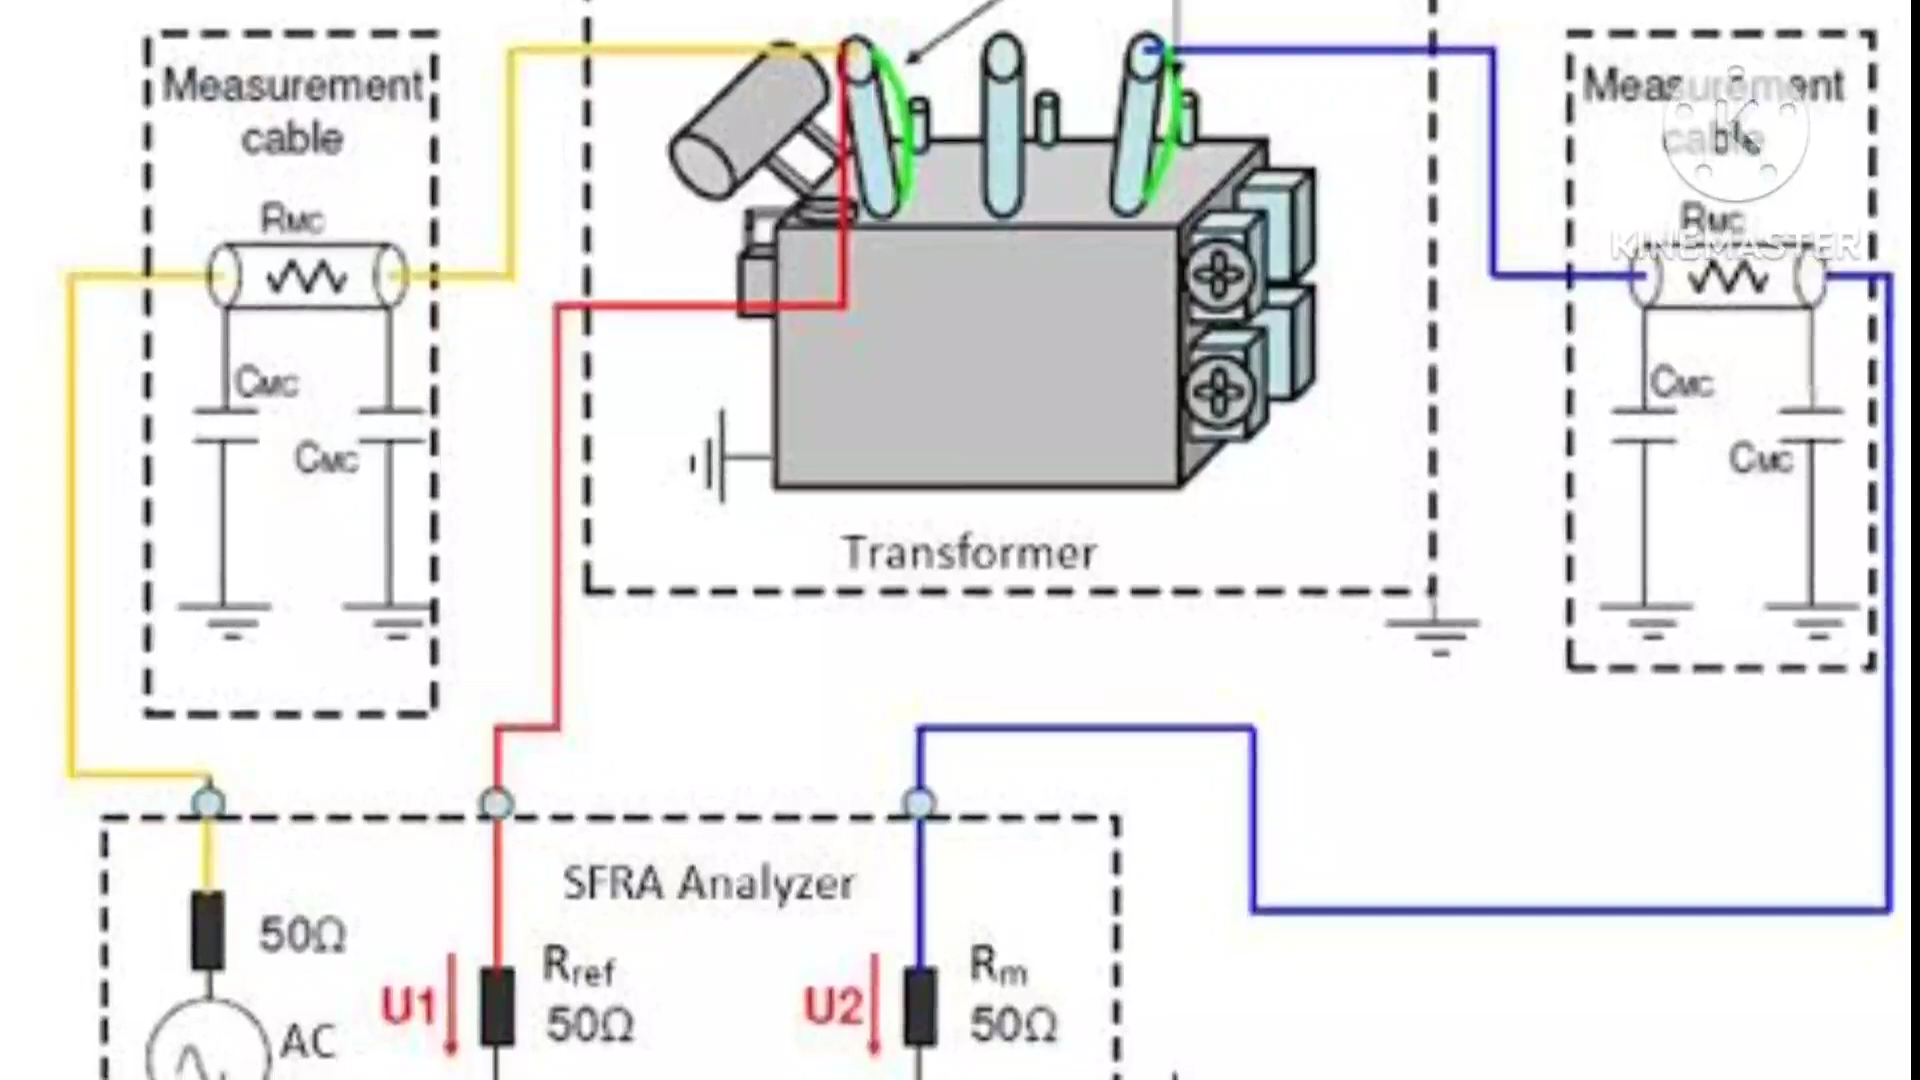 Measurement
cable
RMC
CMC
CMC
Transformer
Measurement
cable
KINEMASTER
RMC
CMC
CMC
SFRA Analyzer
50Ω
AC
U1
Rref
50Ω
U2
Rm
50Ω